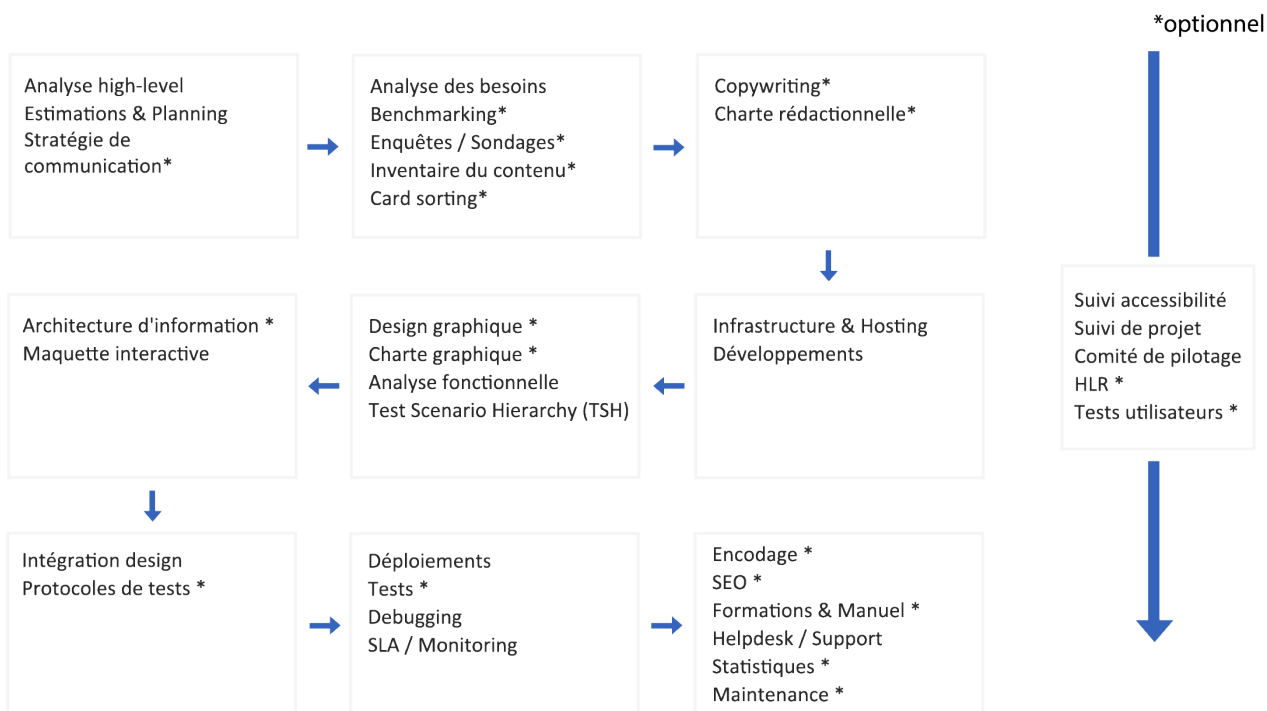 *optionnel
Analyse high-level
Estimations & Planning
Stratégie de
communication*
Analyse des besoins
Benchmarking*
Enquêtes / Sondages*
Inventaire du contenu*
Card sorting*
Copywriting*
Charte rédactionnelle*
Architecture d'information *
Maquette interactive
Design graphique *
Charte graphique *
Analyse fonctionnelle
Test Scenario Hierarchy (TSH)
Infrastructure & Hosting
Développements
Suivi accessibilité
Suivi de projet
Comité de pilotage
HLR *
Tests utilisateurs *
Intégration design
Protocoles de tests *
Déploiements
Tests *
Debugging
SLA / Monitoring
Encodage *
SEO *
Formations & Manuel *
Helpdesk / Support
Statistiques *
Maintenance *